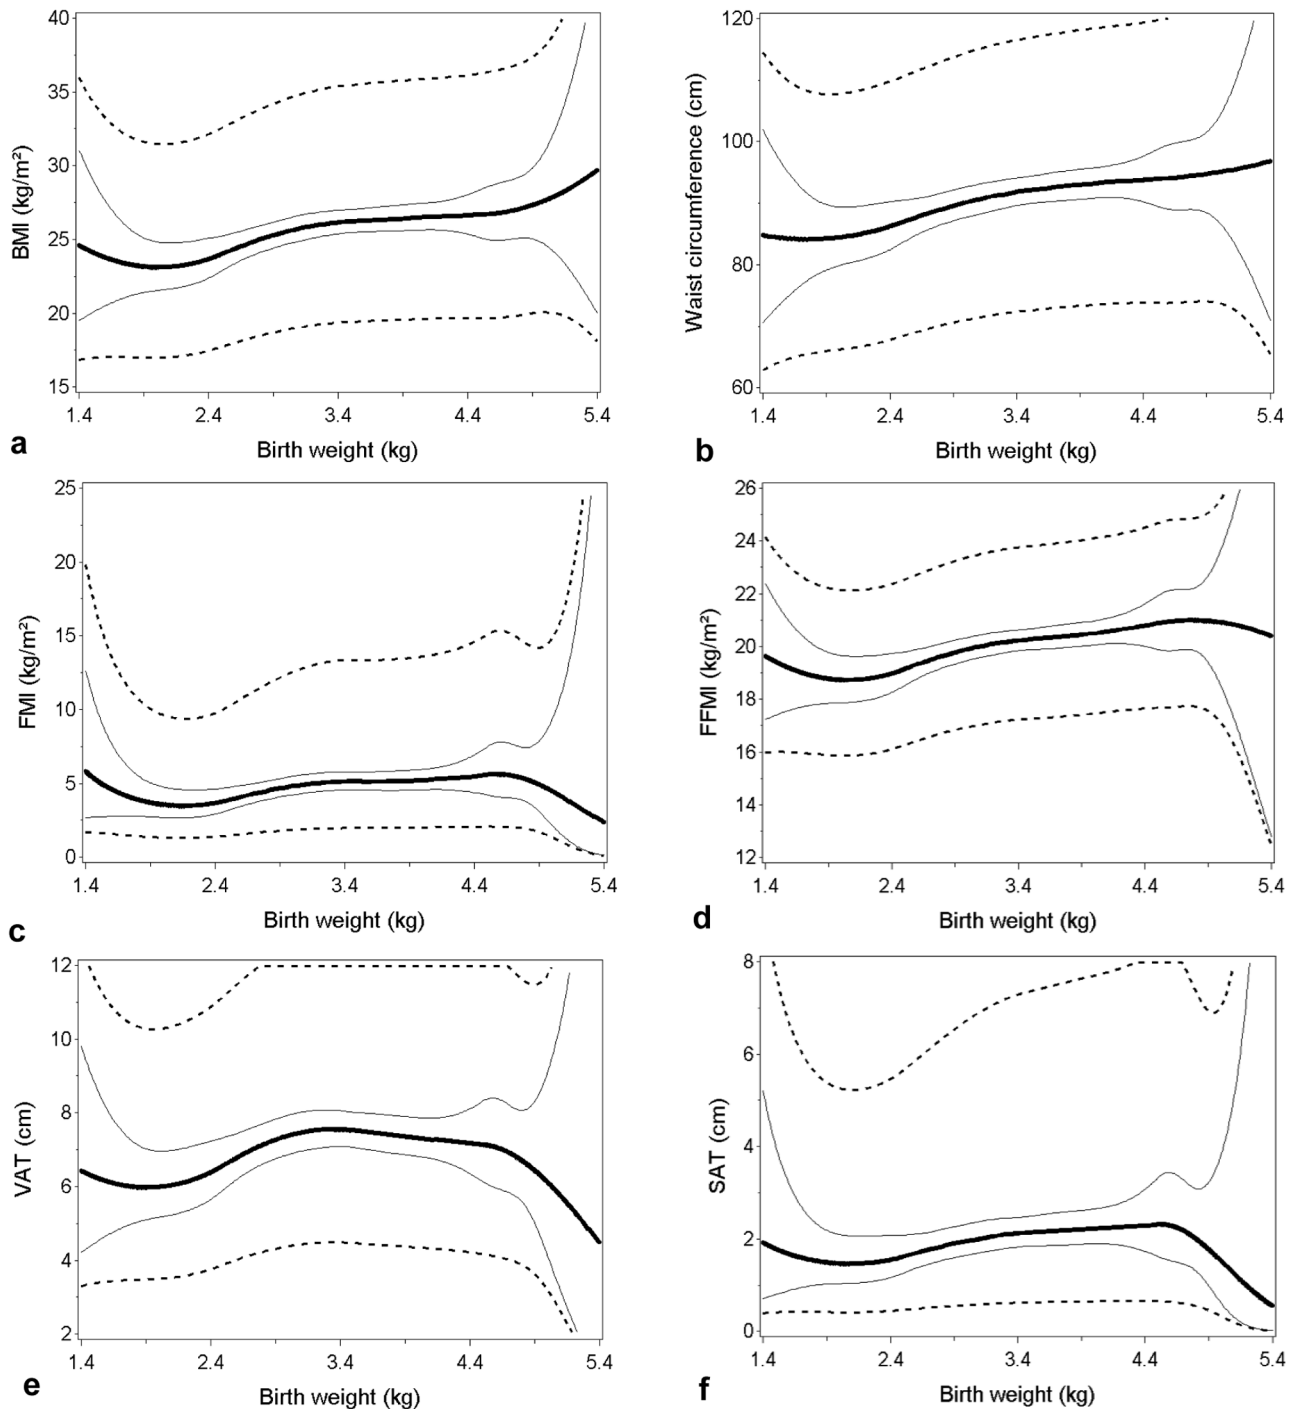 40
35
30
25
20
15
BMI (kg/m²)
1.4 2.4 3.4 4.4 5.4
Birth weight (kg)
a
120
100
80
60
Waist circumference (cm)
1.4 2.4 3.4 4.4 5.4
Birth weight (kg)
b
25
20
15
10
5
0
FMI (kg/m²)
1.4 2.4 3.4 4.4 5.4
Birth weight (kg)
c
26
24
22
20
18
16
14
12
FFMI (kg/m²)
1.4 2.4 3.4 4.4 5.4
Birth weight (kg)
d
12
10
8
6
4
2
VAT (cm)
1.4 2.4 3.4 4.4 5.4
Birth weight (kg)
e
8
6
4
2
0
SAT (cm)
1.4 2.4 3.4 4.4 5.4
Birth weight (kg)
f